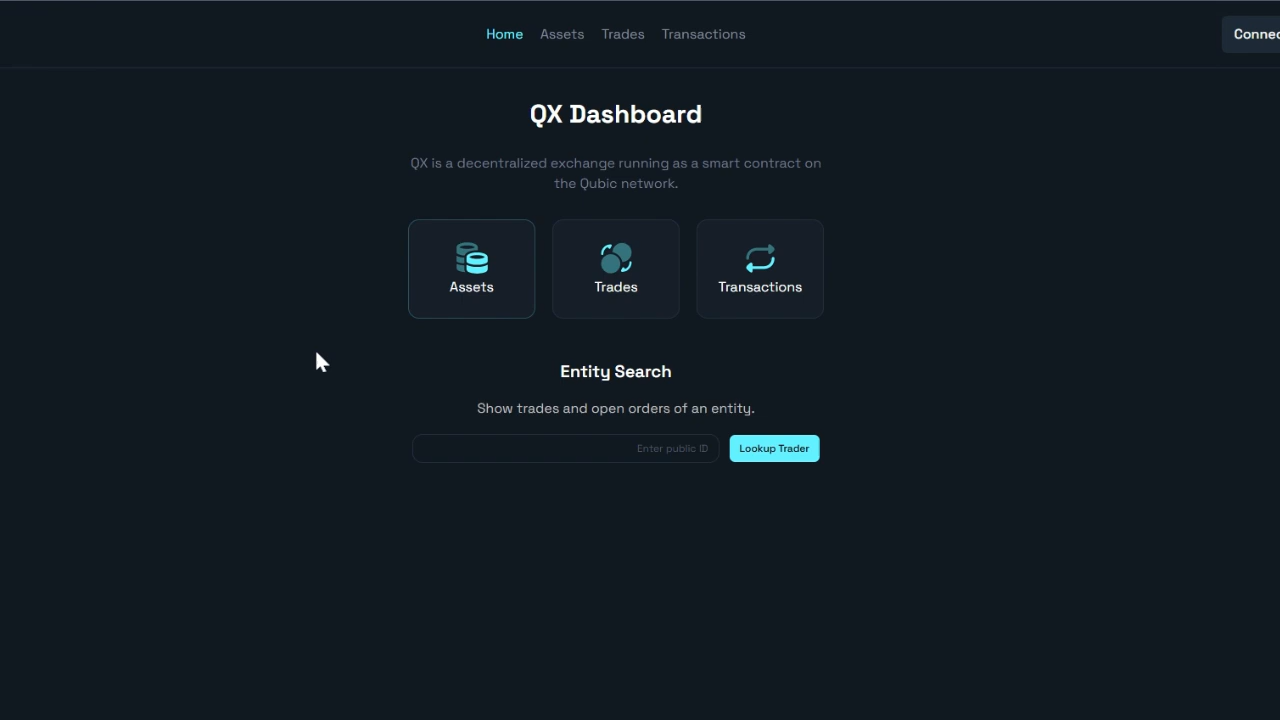 Home Assets Trades Transactions
QX Dashboard
QX is a decentralized exchange running as a smart contract on
the Qubic network.
Assets Trades Transactions
Entity Search
Show trades and open orders of an entity.
Enter public ID Lookup Trader